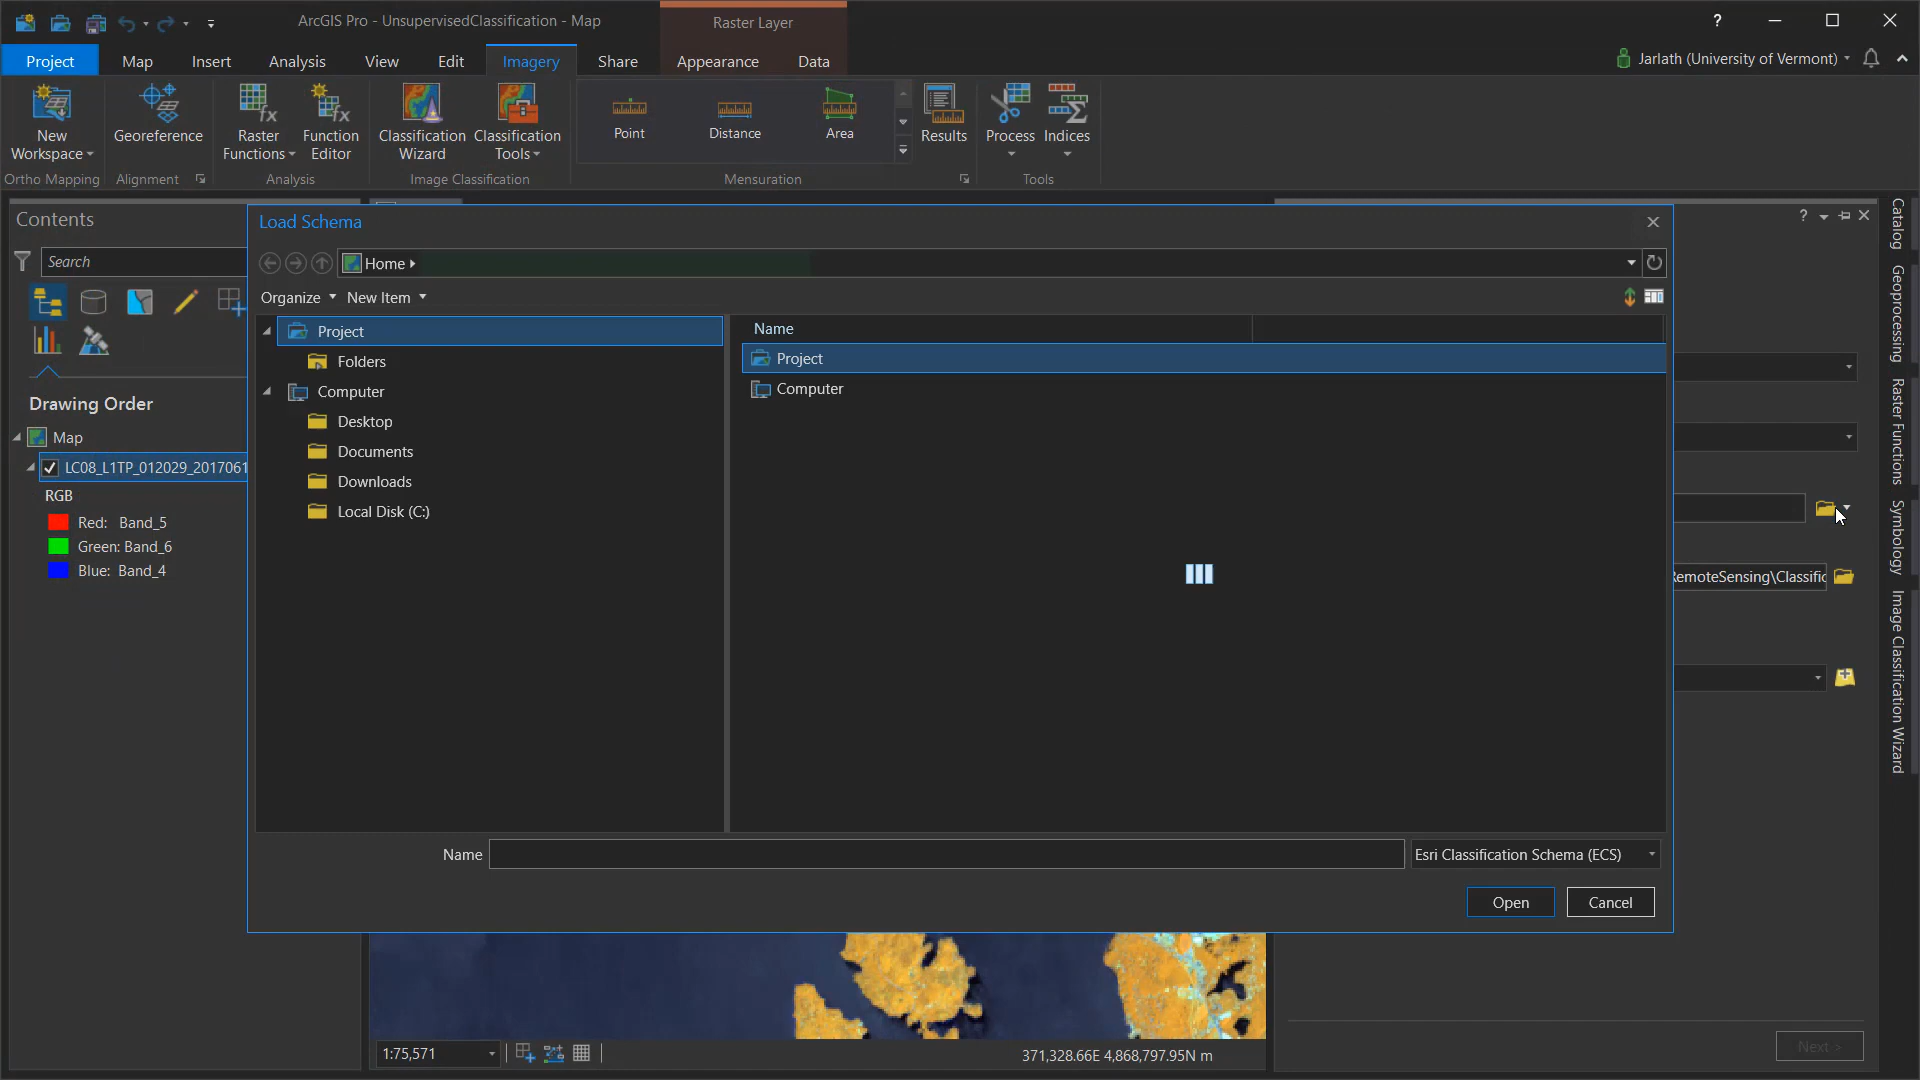 ArcGIS Pro - UnsupervisedClassification - Map
Raster Layer
?
Project
Map
Insert
Analysis
View
Edit
Imagery
Share
Appearance
Data
Jarlath (University of Vermont)
New
Workspace
Georeference
Raster
Functions
Function
Editor
Classification
Wizard
Classification
Tools
Point
Distance
Area
Results
Process
Indices
Ortho Mapping
Alignment
Analysis
Image Classification
Mensuration
Tools
Contents
Search
Drawing Order
Map
LC08_L1TP_012029_2017061
RGB
Red: Band_5
Green: Band_6
Blue: Band_4
Load Schema
Home
Organize
New Item
Project
Folders
Computer
Desktop
Documents
Downloads
Local Disk (C:)
Name
Project
Computer
Name
Esri Classification Schema (ECS)
Open
Cancel
?
RemoteSensing\Classific
Next >
Catalog
Geoprocessing
Raster Functions
Symbology
Image Classification Wizard
1:75,571
371,328.66E 4,868,797.95N m